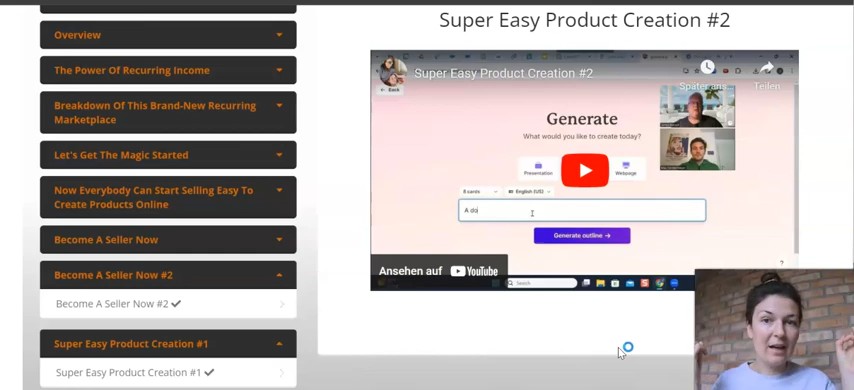 Overview
The Power Of Recurring Income
Breakdown Of This Brand-New Recurring
Marketplace
Let's Get The Magic Started
Now Everybody Can Start Selling Easy To
Create Products Online
Become A Seller Now
Become A Seller Now #2
Become A Seller Now #2
Super Easy Product Creation #1
Super Easy Product Creation #1
Super Easy Product Creation #2
Super Easy Product Creation #2
Später ans
Teilen
Back
Generate
What would you like to create today?
Presentation
Webpage
8 cards
English (US)
A do
Generate outline
?
Ansehen auf YouTube
Search